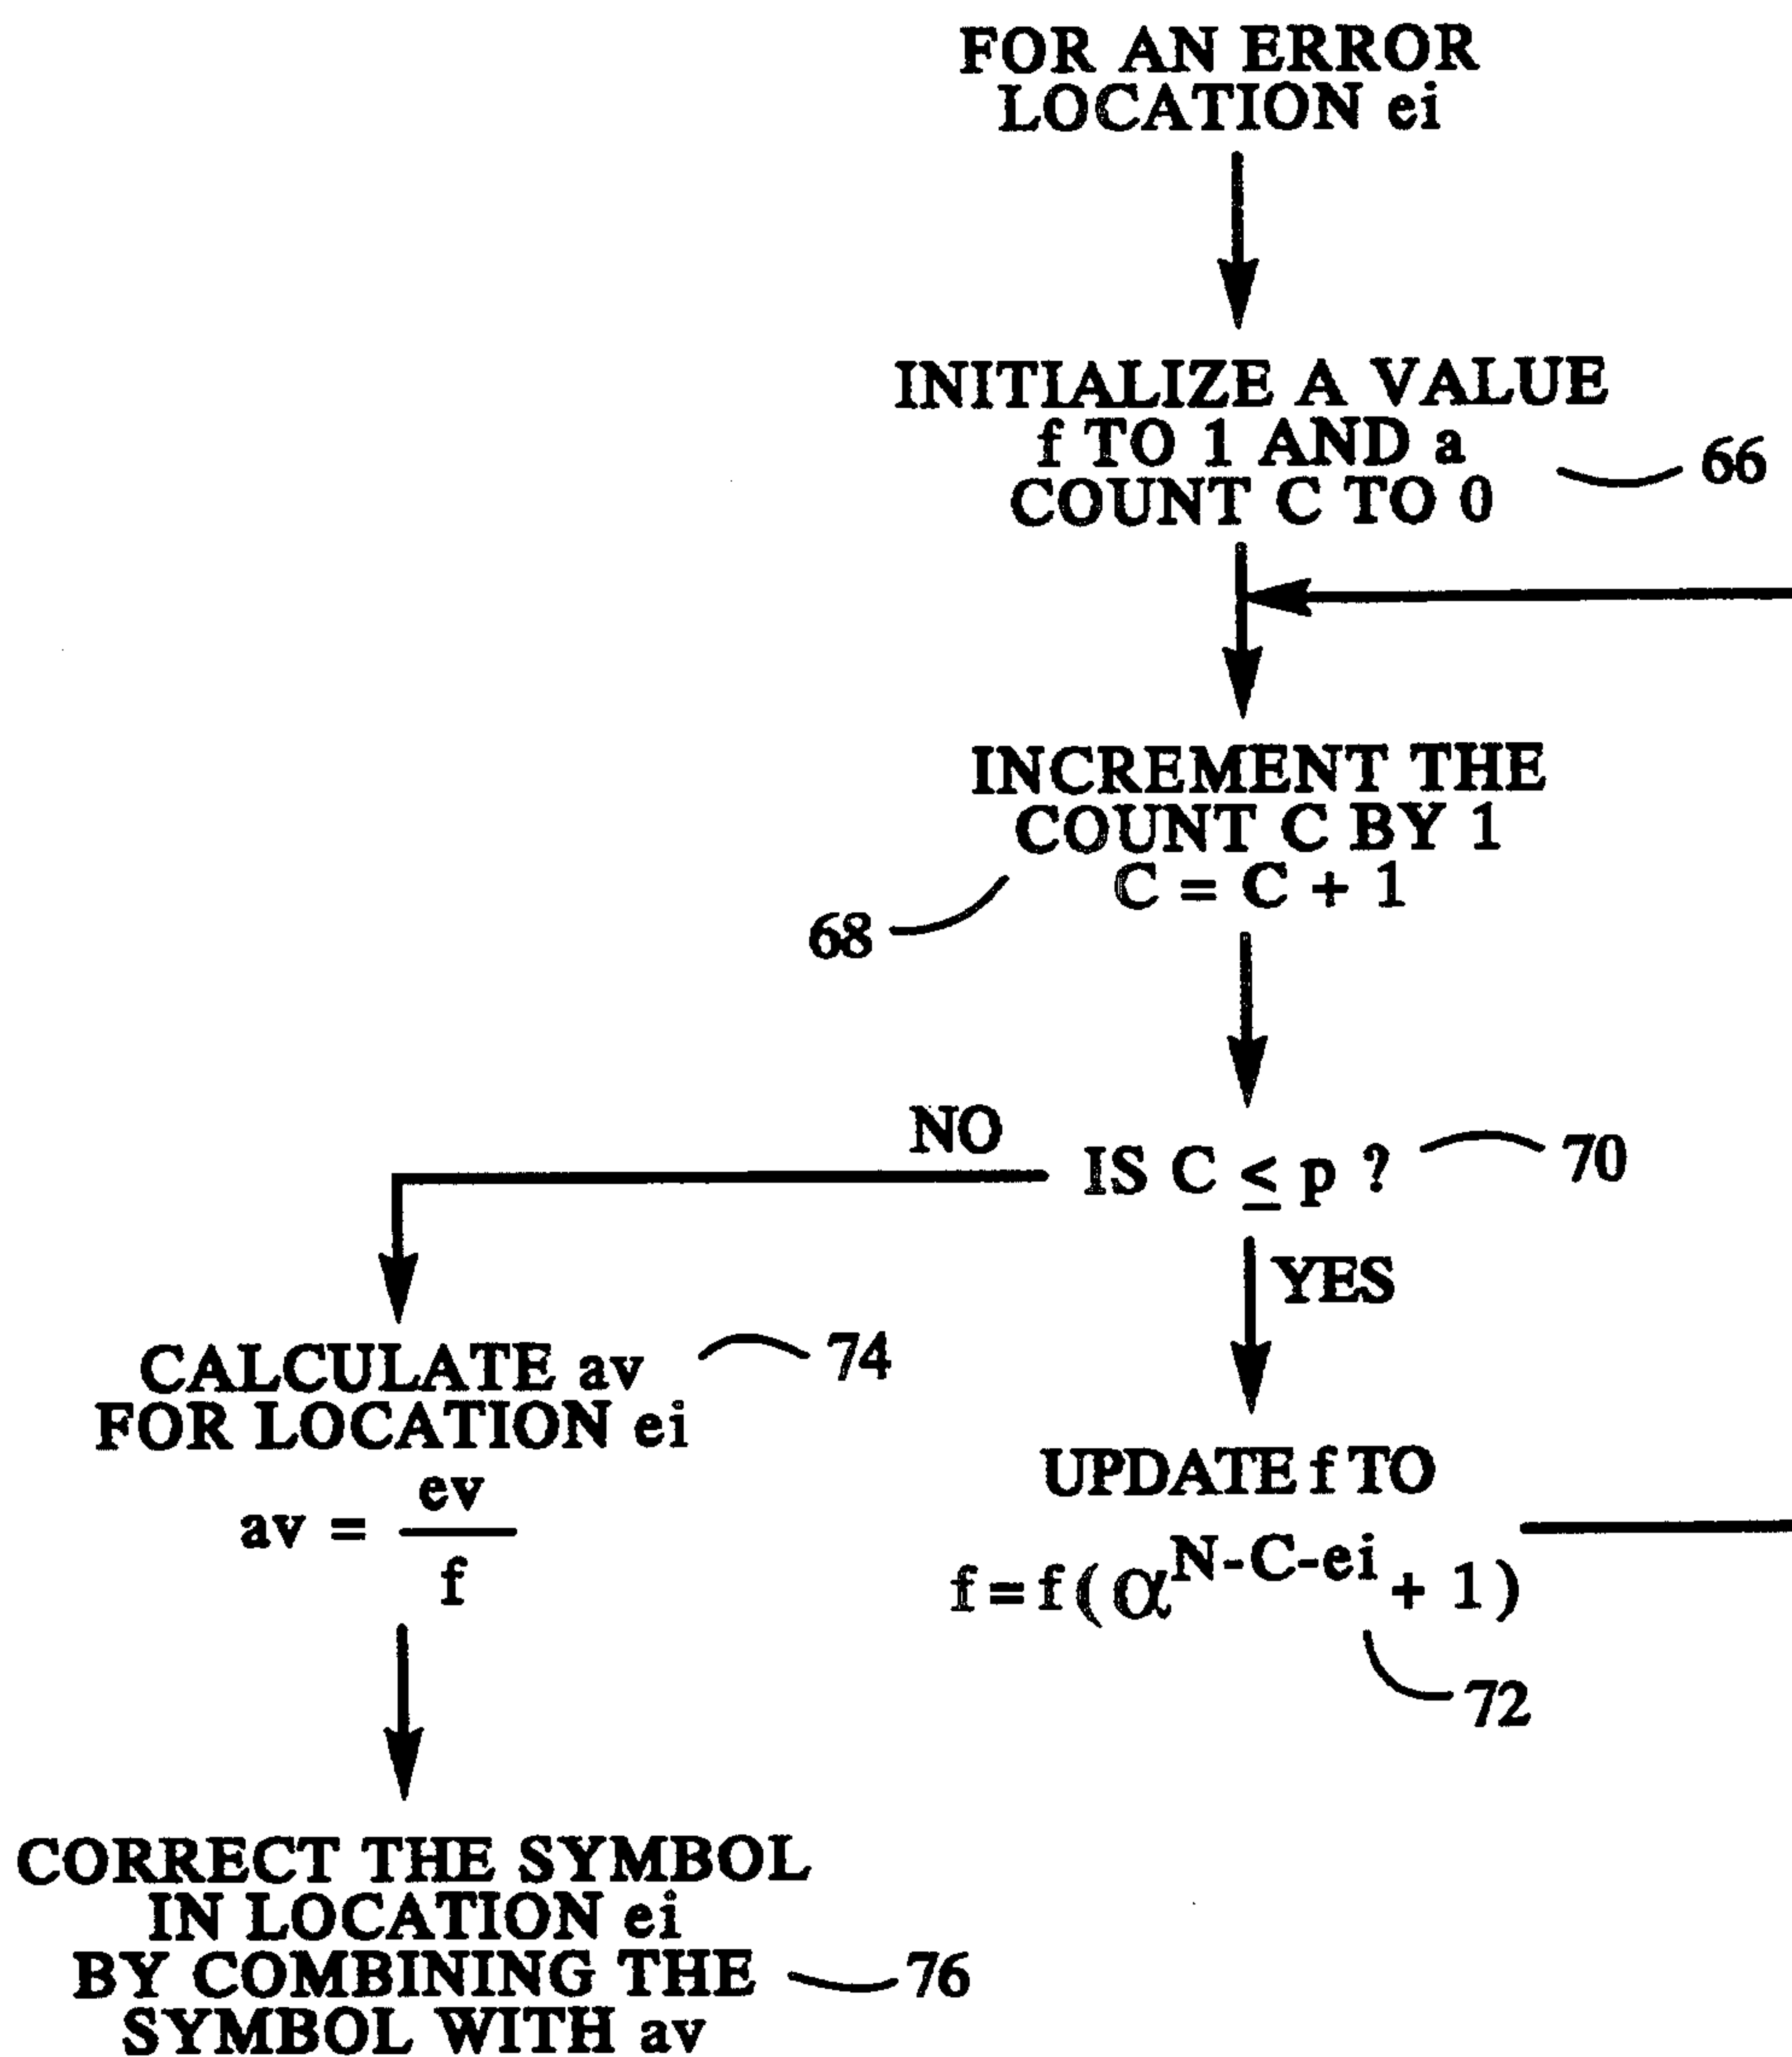 FOR AN ERROR
LOCATION ei
INITIALIZE A VALUE
f TO 1 AND a
COUNT C TO 0
66
INCREMENT THE
COUNT C BY 1
C = C + 1
68
NO
IS C ≤ p ?
70
YES
CALCULATE av
FOR LOCATION ei
av = ev / f
74
UPDATE f TO
f = f ( α^N-C-ei + 1 )
72
CORRECT THE SYMBOL
IN LOCATION ei
BY COMBINING THE
SYMBOL WITH av
76